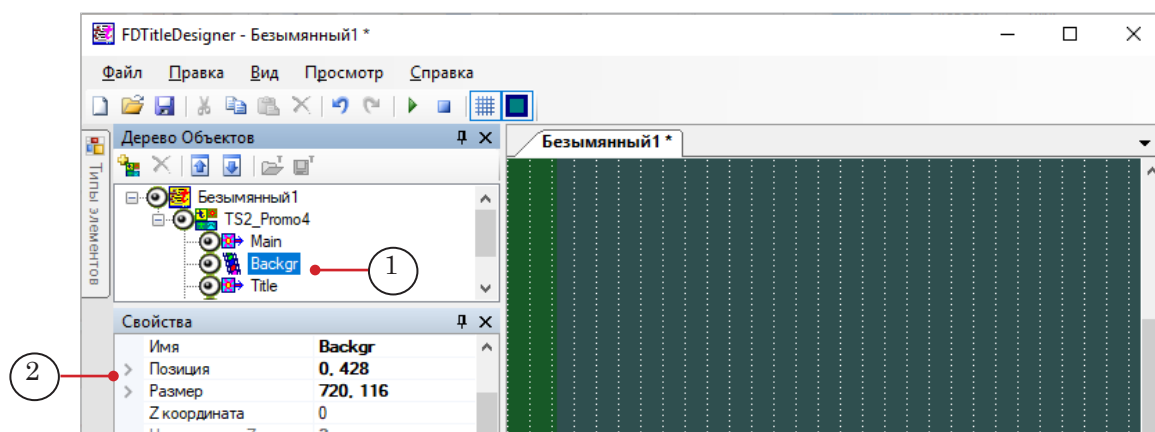 FDTitleDesigner - Безымянный1 *
Файл Правка Вид Просмотр Справка
Дерево Объектов
Безымянный1 *
Типы элементов
Безымянный1
TS2_Promo4
Main
Backgr
1
Title
Свойства
Имя Backgr
2
Позиция 0, 428
Размер 720, 116
Z координата 0